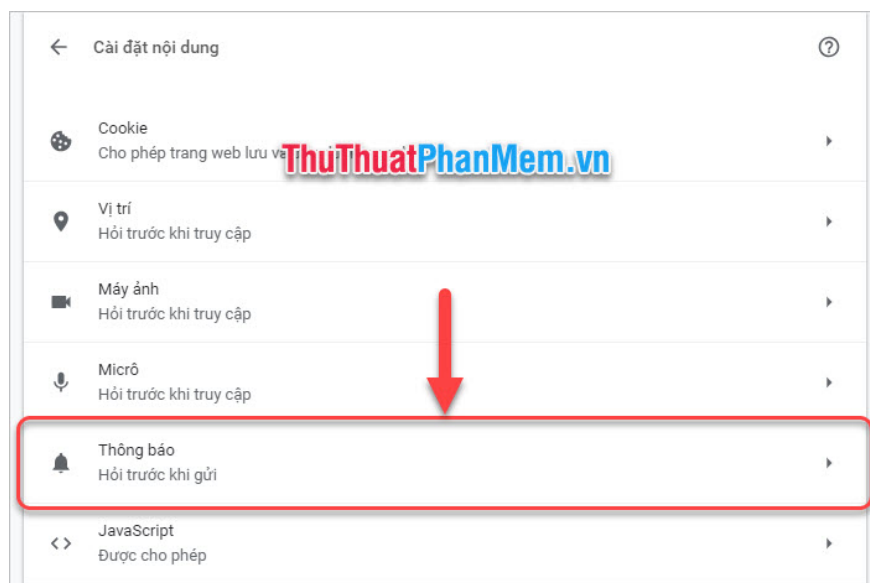 Cài đặt nội dung
Cookie
Cho phép trang web lưu và
ThuThuatPhanMem.vn
Vị trí
Hỏi trước khi truy cập
Máy ảnh
Hỏi trước khi truy cập
Micrô
Hỏi trước khi truy cập
Thông báo
Hỏi trước khi gửi
JavaScript
Được cho phép